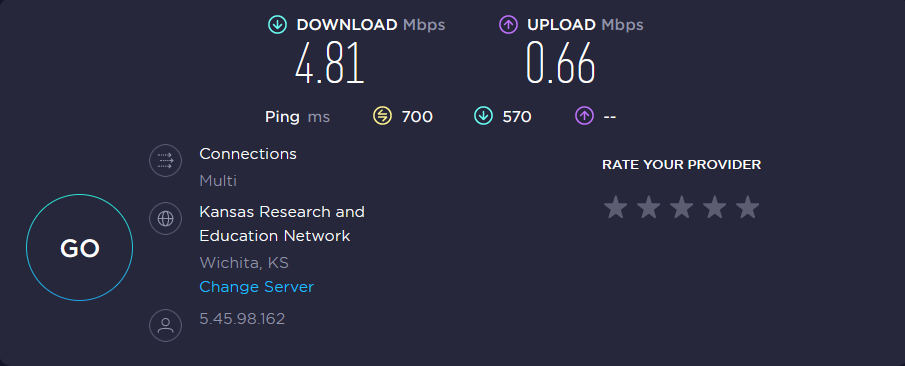 DOWNLOAD Mbps
UPLOAD Mbps
4.81
0.66
Ping ms 700 570 --
Connections
Multi
Kansas Research and
Education Network
Wichita, KS
Change Server
5.45.98.162
GO
RATE YOUR PROVIDER